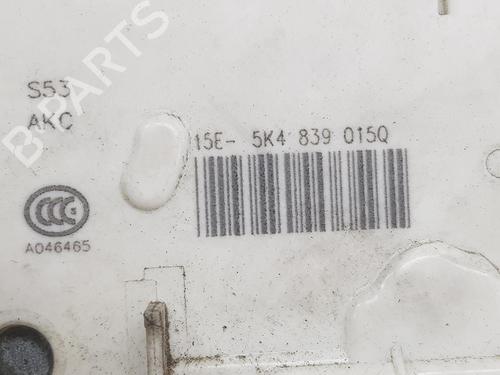 B-PARTS
S53
AKC
15E- 5K4 839 015Q
CCC
A046465